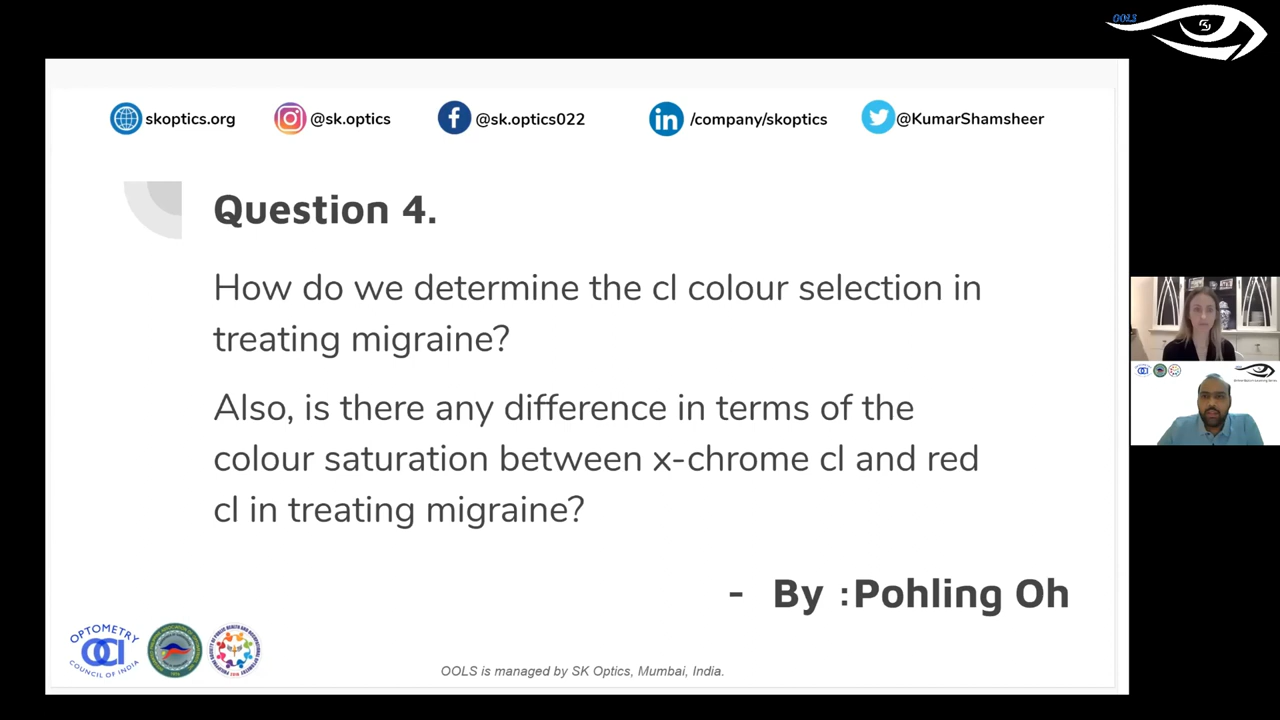 OOLS
skoptics.org @sk.optics @sk.optics022 /company/skoptics @KumarShamsheer
Question 4.
How do we determine the cl colour selection in
treating migraine?
Also, is there any difference in terms of the
colour saturation between x-chrome cl and red
cl in treating migraine?
- By :Pohling Oh
OPTOMETRY
COUNCIL OF INDIA
OOLS is managed by SK Optics, Mumbai, India.